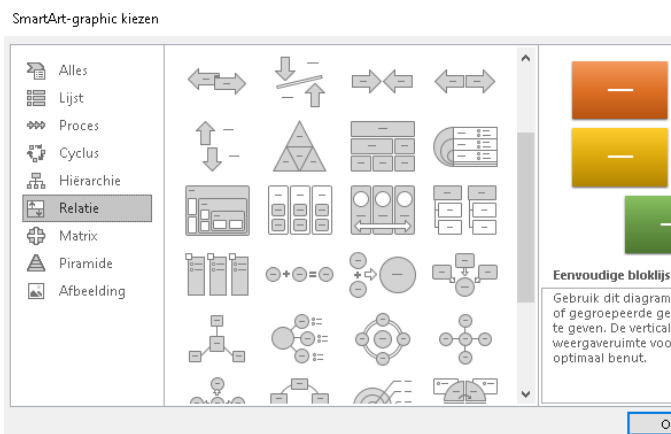 SmartArt-graphic kiezen
Alles
Lijst
Proces
Cyclus
Hiërarchie
Relatie
Matrix
Piramide
Afbeelding
Eenvoudige bloklijs
Gebruik dit diagram
of gegroepeerde ge
te geven. De vertical
weergaveruimte voo
optimaal benut.
O